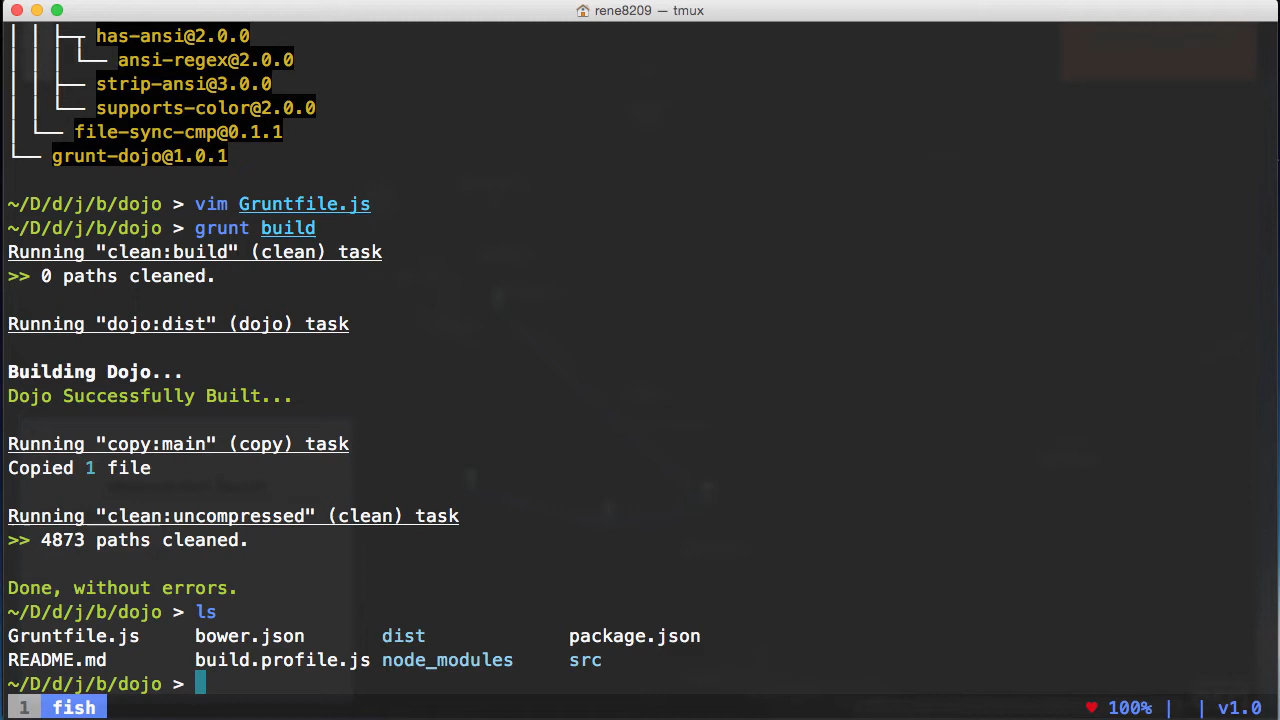 rene8209 — tmux
│ │ ├─┬ has-ansi@2.0.0
│ │ │ └── ansi-regex@2.0.0
│ │ ├── strip-ansi@3.0.0
│ │ └── supports-color@2.0.0
│ └── file-sync-cmp@0.1.1
└── grunt-dojo@1.0.1
~/D/d/j/b/dojo > vim Gruntfile.js
~/D/d/j/b/dojo > grunt build
Running "clean:build" (clean) task
>> 0 paths cleaned.
Running "dojo:dist" (dojo) task
Building Dojo...
Dojo Successfully Built...
Running "copy:main" (copy) task
Copied 1 file
Running "clean:uncompressed" (clean) task
>> 4873 paths cleaned.
Done, without errors.
~/D/d/j/b/dojo > ls
Gruntfile.js bower.json dist package.json
README.md build.profile.js node_modules src
~/D/d/j/b/dojo >
1 fish ♥ 100% | | v1.0